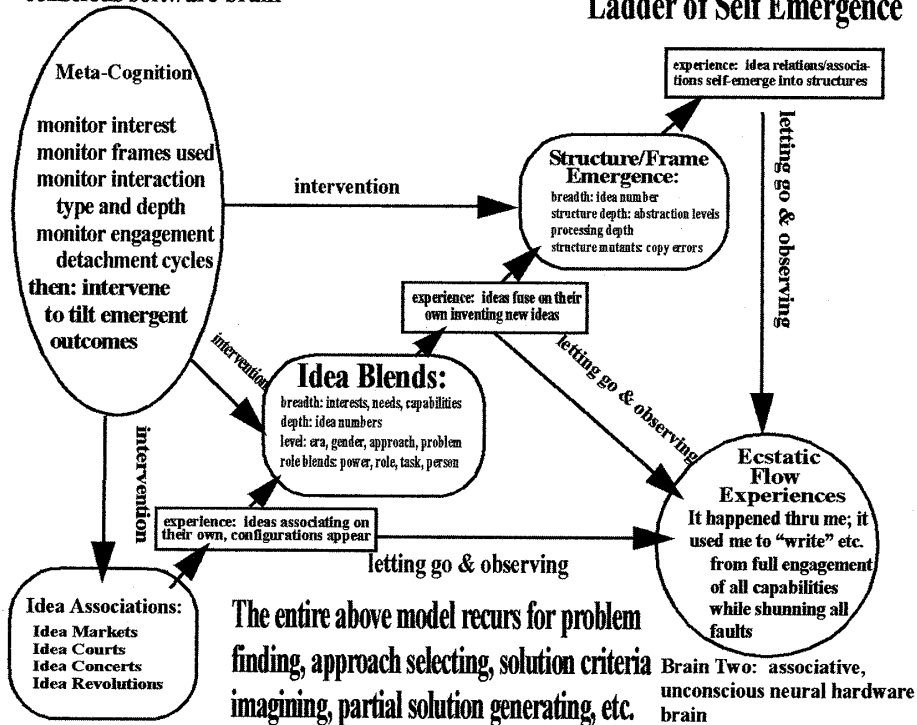 conscious software brain
Ladder of Self Emergence
Meta-Cognition
monitor interest
monitor frames used
monitor interaction
type and depth
monitor engagement
detachment cycles
then: intervene
to tilt emergent
outcomes
experience: idea relations/associa-
tions self-emerge into structures
intervention
Structure/Frame
Emergence:
breadth: idea number
structure depth: abstraction levels
processing depth
structure mutants: copy errors
letting go & observing
experience: ideas fuse on their
own inventing new ideas
intervention
Idea Blends:
breadth: interests, needs, capabilities
depth: idea numbers
level: era, gender, approach, problem
role blends: power, role, task, person
letting go & observing
intervention
experience: ideas associating on
their own, configurations appear
letting go & observing
Ecstatic
Flow
Experiences
It happened thru me; it
used me to "write" etc.
from full engagement
of all capabilities
while shunning all
faults
Idea Associations:
Idea Markets
Idea Courts
Idea Concerts
Idea Revolutions
The entire above model recurs for problem
finding, approach selecting, solution criteria
imagining, partial solution generating, etc.
Brain Two: associative,
unconscious neural hardware
brain